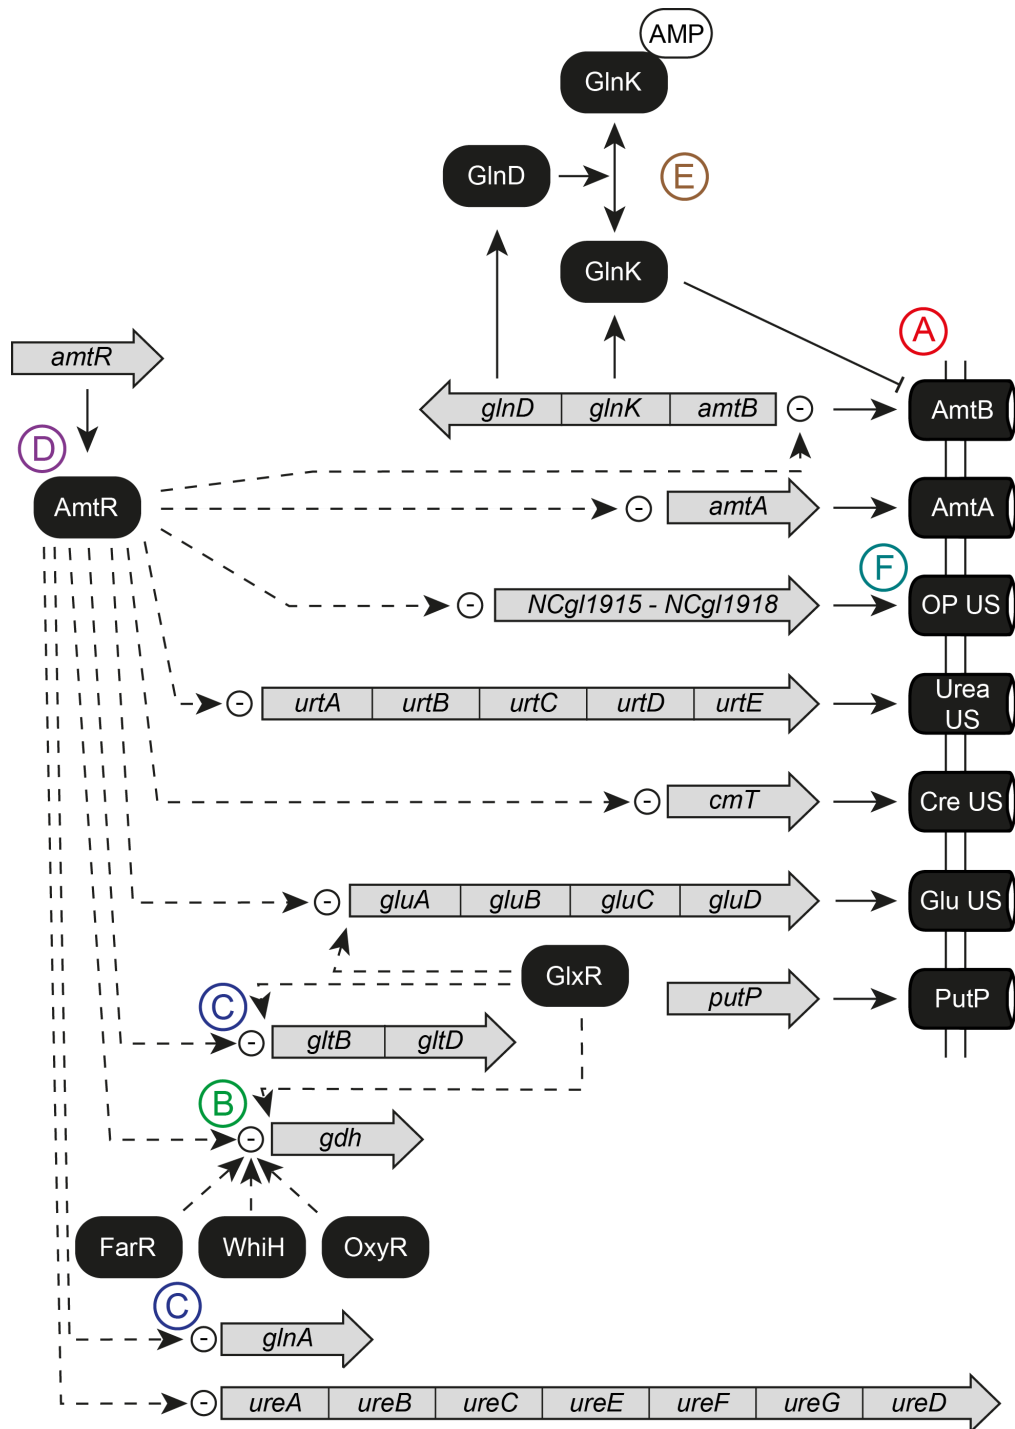 AMP
GlnK
GlnD
E
GlnK
A
amtR
glnD glnK amtB - AmtB
D
AmtR
- amtA AmtA
F
- NCgl1915 - NCgl1918 OP US
- urtA urtB urtC urtD urtE Urea
US
- cmT Cre US
- gluA gluB gluC gluD Glu US
GlxR
putP PutP
C
- gltB gltD
B
- gdh
FarR WhiH OxyR
C
- glnA
- ureA ureB ureC ureE ureF ureG ureD